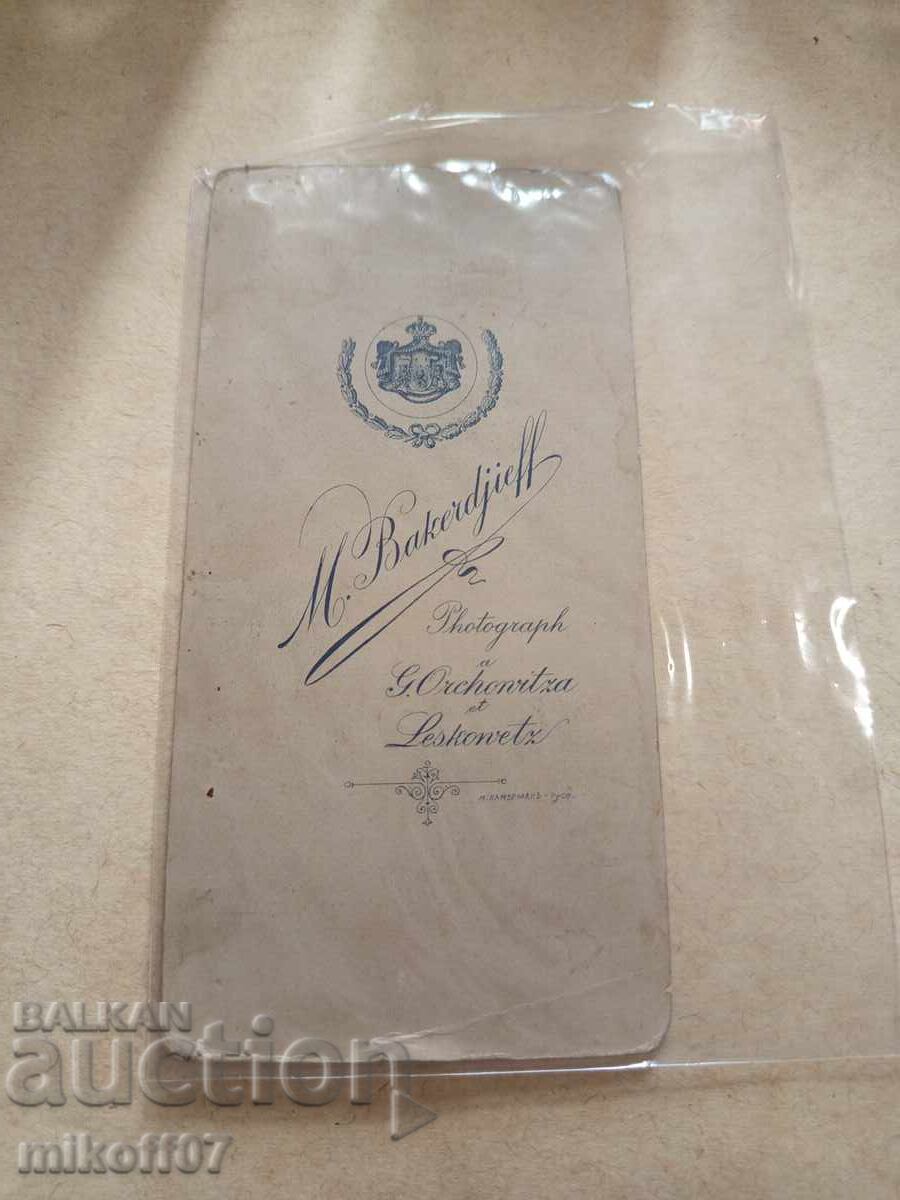 M. Bakerdjieff
Photograph
à
G. Orchowitza
et
Leskowetz
BALKAN
auction
mikoff07